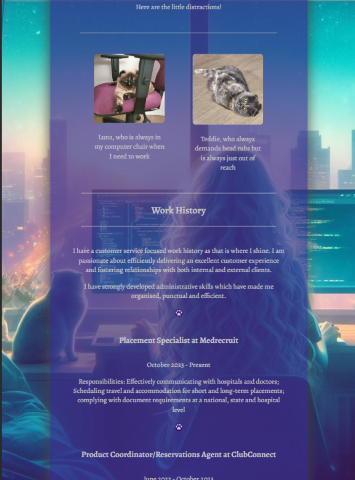 Here are the little distractions!
Luna, who is always in
my computer chair when
I need to work
Teddie, who always
demands head rubs but
is always just out of
reach
Work History
I have a customer service focused work history as that is where I shine. I am
passionate about efficiently delivering an excellent customer experience
and fostering relationships with both internal and external clients.
I have strongly developed administrative skills which have made me
organised, punctual and efficient.
Placement Specialist at Medrecruit
October 2023 - Present
Responsibilities: Effectively communicating with hospitals and doctors;
Scheduling travel and accommodation for short and long-term placements;
complying with document requirements at a national, state and hospital
level
Product Coordinator/Reservations Agent at ClubConnect
June 2022 - October 2023